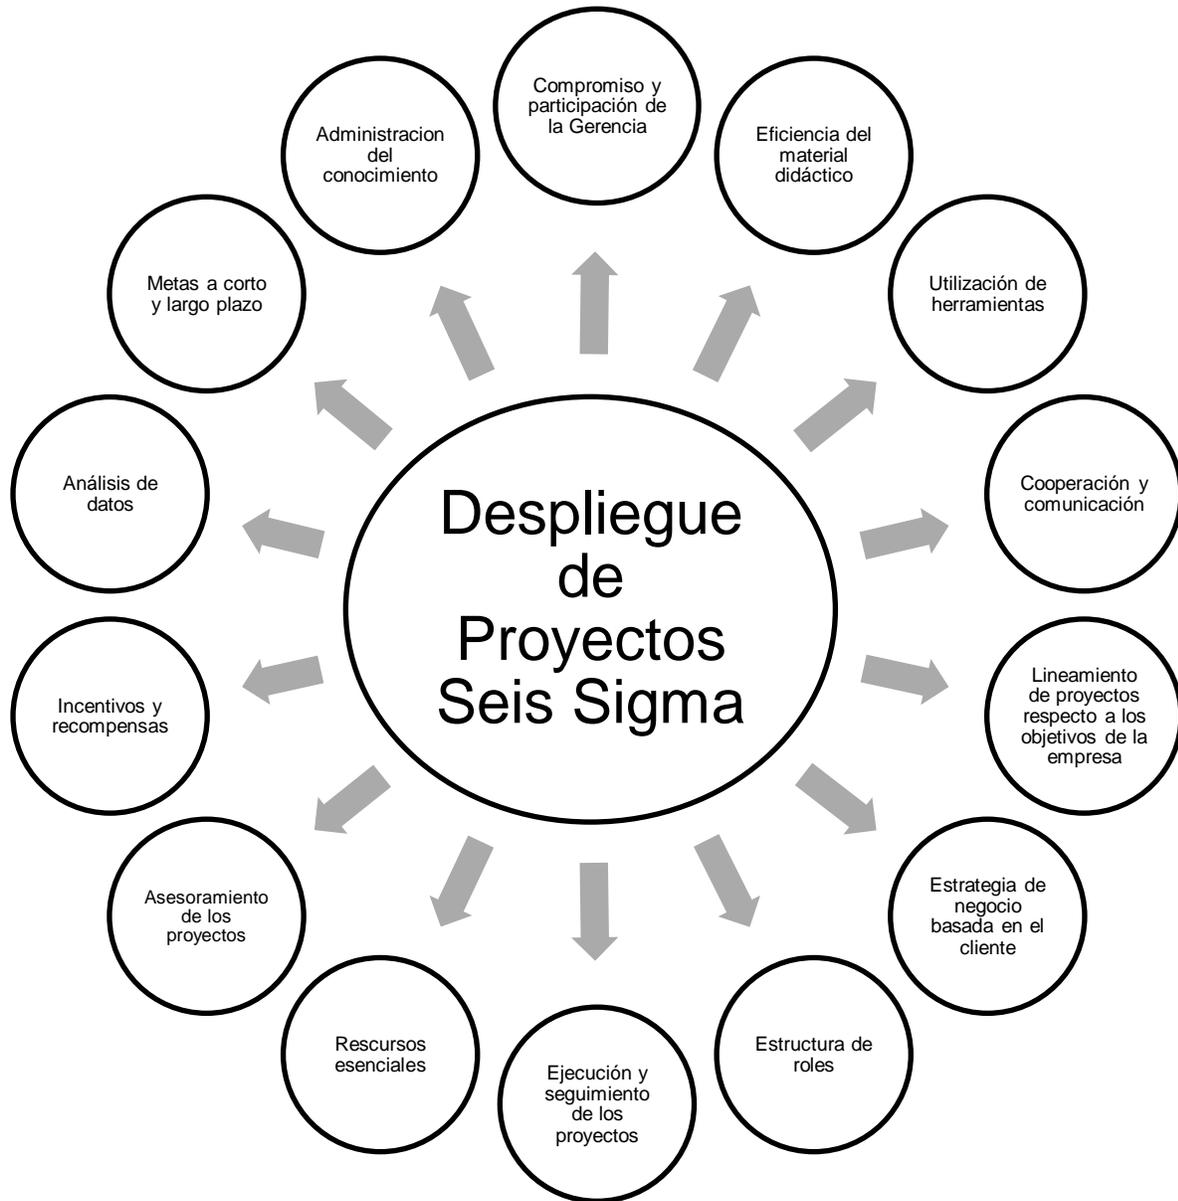 Compromiso y
participación de
la Gerencia
Eficiencia del
material
didáctico
Utilización de
herramientas
Cooperación y
comunicación
Lineamiento
de proyectos
respecto a los
objetivos de la
empresa
Estrategia de
negocio
basada en el
cliente
Estructura de
roles
Ejecución y
seguimiento
de los
proyectos
Rescursos
esenciales
Asesoramiento
de los
proyectos
Incentivos y
recompensas
Análisis de
datos
Metas a corto
y largo plazo
Administracion
del
conocimiento
Despliegue
de
Proyectos
Seis Sigma